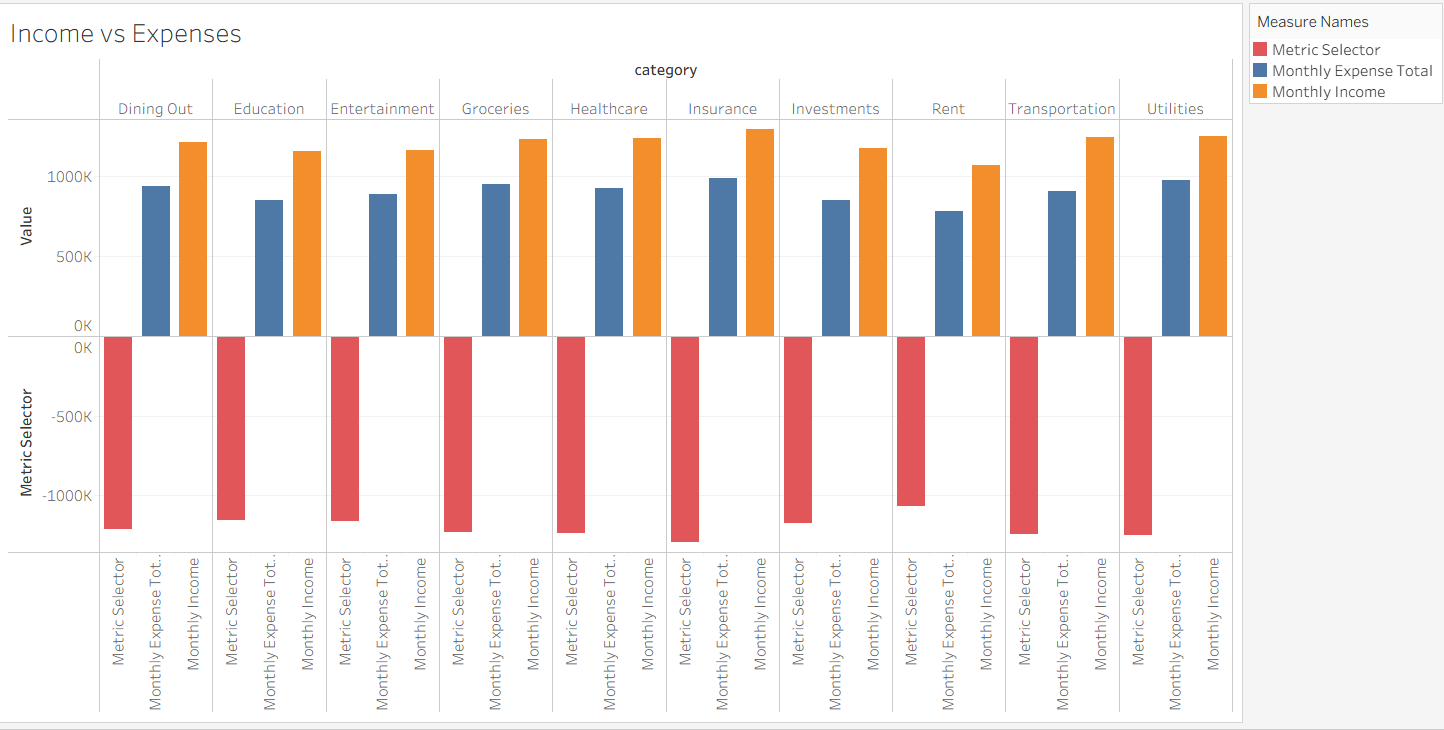 Income vs Expenses
Measure Names
Metric Selector
Monthly Expense Total
Monthly Income
category
Dining Out Education Entertainment Groceries Healthcare Insurance Investments Rent Transportation Utilities
Value
1000K
500K
0K
Metric Selector
0K
-500K
-1000K
Metric Selector
Monthly Expense Tot..
Monthly Income
Metric Selector
Monthly Expense Tot..
Monthly Income
Metric Selector
Monthly Expense Tot..
Monthly Income
Metric Selector
Monthly Expense Tot..
Monthly Income
Metric Selector
Monthly Expense Tot..
Monthly Income
Metric Selector
Monthly Expense Tot..
Monthly Income
Metric Selector
Monthly Expense Tot..
Monthly Income
Metric Selector
Monthly Expense Tot..
Monthly Income
Metric Selector
Monthly Expense Tot..
Monthly Income
Metric Selector
Monthly Expense Tot..
Monthly Income